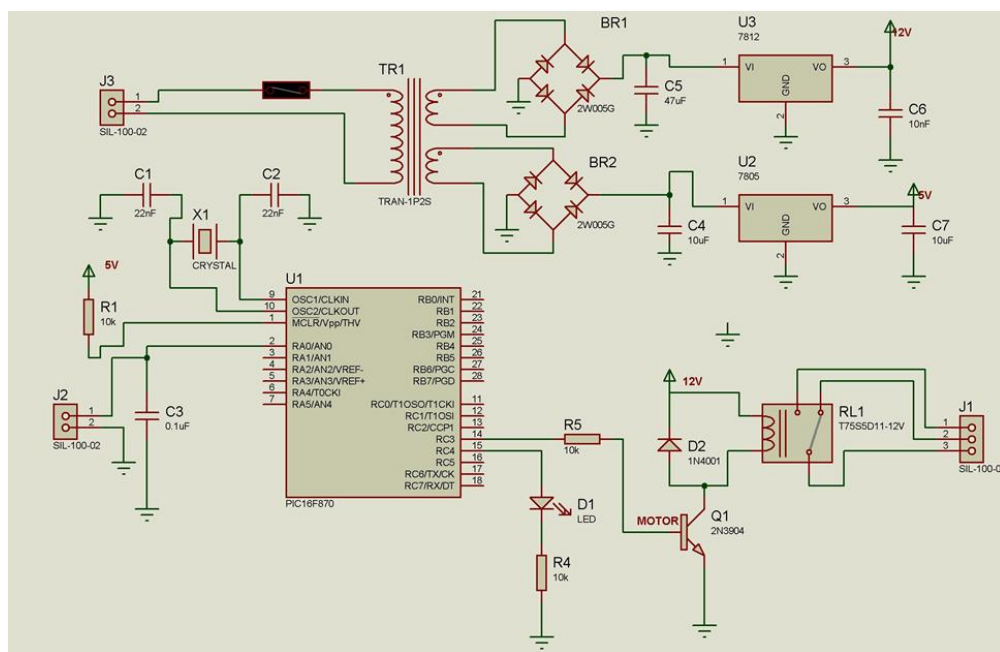 BR1
U3
7812
12V
J3
1
2
SIL-100-02
TR1
TRAN-1P2S
2W005G
C5
47uF
1
VI
VO
3
GND
2
C6
10nF
BR2
2W005G
U2
7805
5V
C4
10uF
1
VI
VO
3
GND
2
C7
10uF
C1
22nF
C2
22nF
X1
CRYSTAL
5V
R1
10k
U1
9 OSC1/CLKIN RB0/INT 21
10 OSC2/CLKOUT RB1 22
1 MCLR/Vpp/THV RB2 23
RB3/PGM 24
2 RA0/AN0 RB4 25
3 RA1/AN1 RB5 26
4 RA2/AN2/VREF- RB6/PGC 27
5 RA3/AN3/VREF+ RB7/PGD 28
6 RA4/T0CKI
7 RA5/AN4 RC0/T1OSO/T1CKI 11
RC1/T1OSI 12
RC2/CCP1 13
RC3 14
RC4 15
RC5 16
RC6/TX/CK 17
RC7/RX/DT 18
PIC16F870
J2
1
2
SIL-100-02
C3
0.1uF
R5
10k
D1
LED
R4
10k
12V
D2
1N4001
MOTOR
Q1
2N3904
RL1
T75S5D11-12V
J1
1
2
3
SIL-100-0